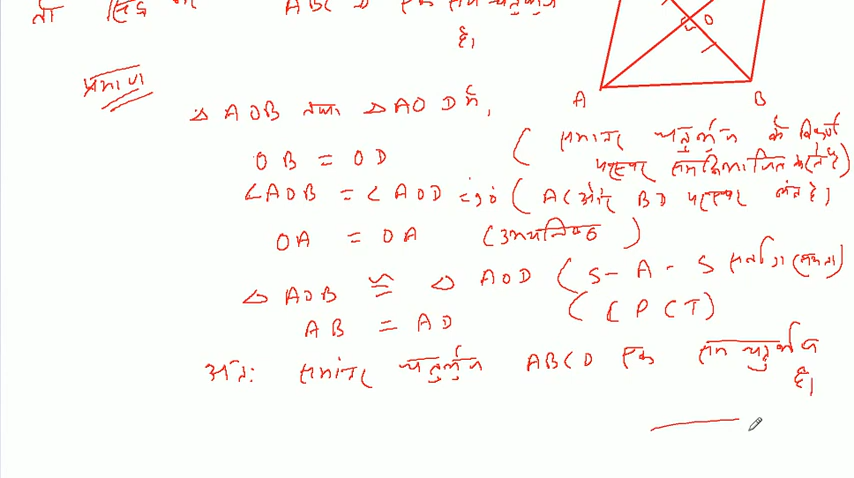 तो सिद्ध ABCD एक सम चतुर्भुज
है।
O
A
B
प्रमाण
△ AOB तथा △ AOD में,
OB = OD (समान्तर चतुर्भुज के विकर्ण
परस्पर समद्विभाजित करते है)
∠AOB = ∠AOD = 90 (AC और BD परस्पर लंब है।
OA = OA (उभयनिष्ठ)
△ AOB ≅ △ AOD (S-A-S सर्वांगसमता)
AB = AD (CPCT)
अतः समांतर चतुर्भुज ABCD एक सम चतुर्भुज
है।